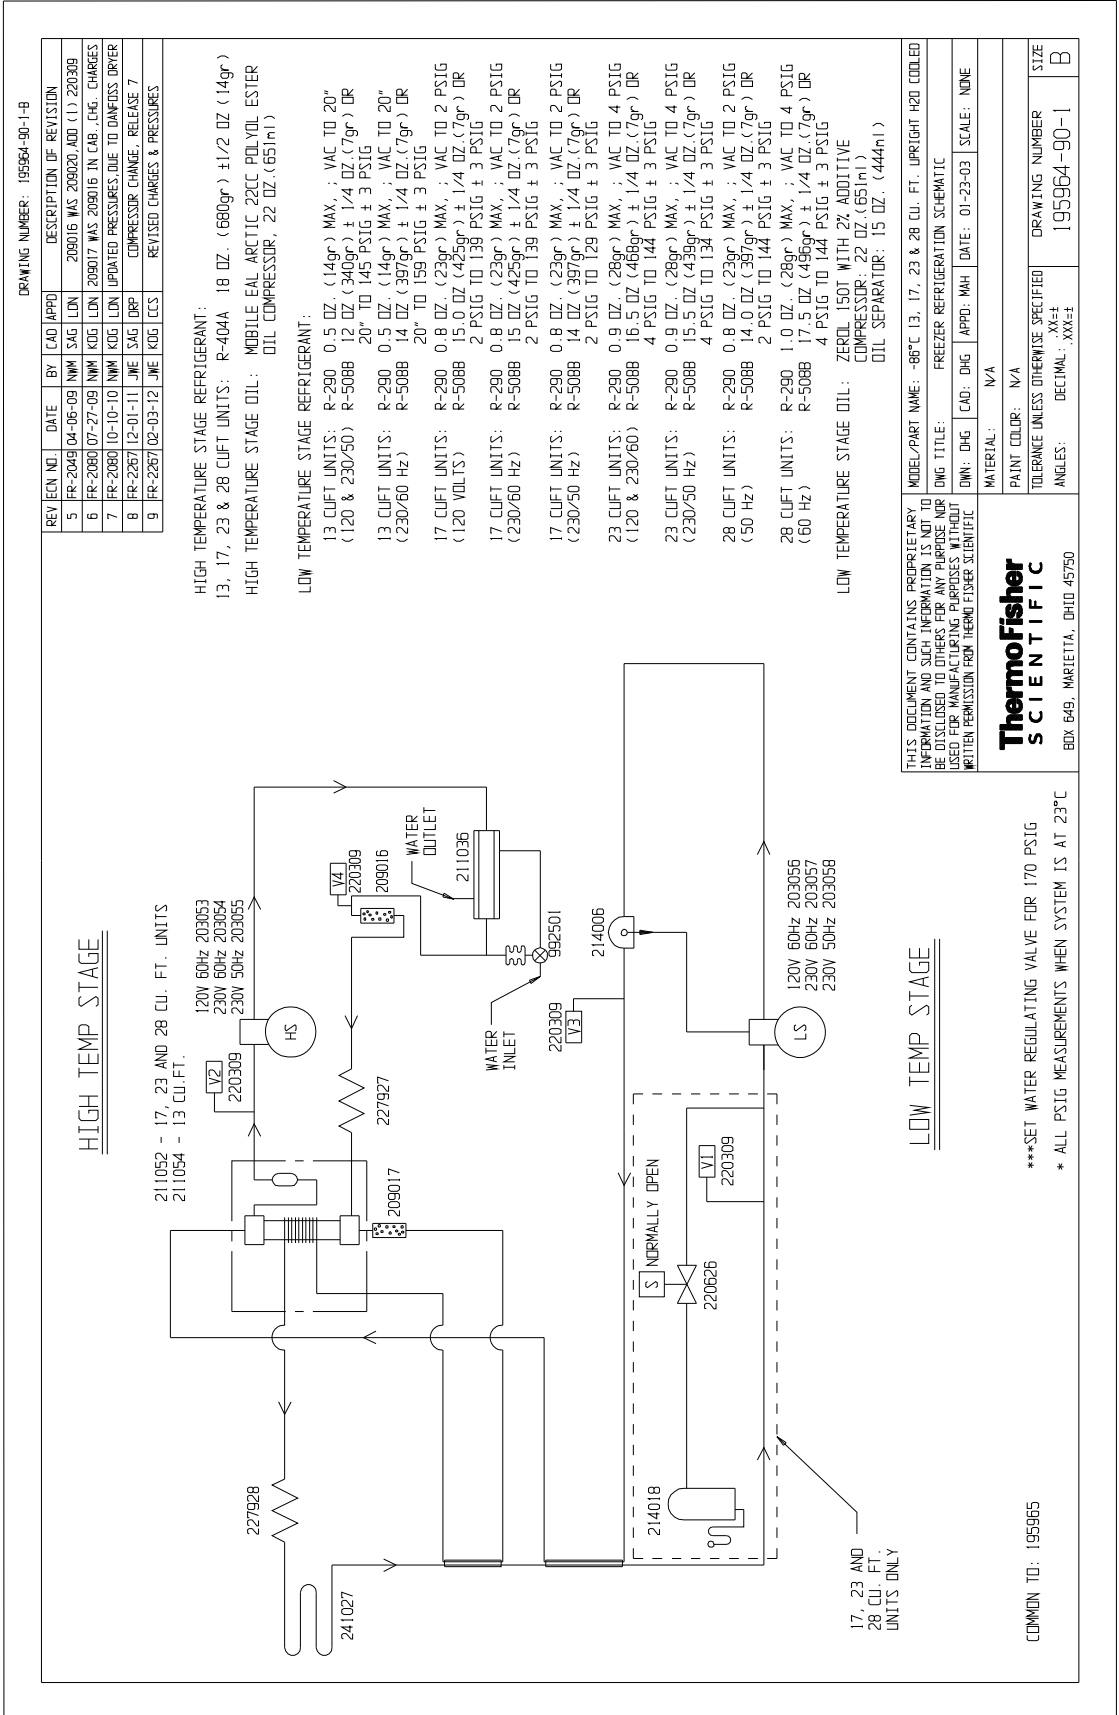 DRAWING NUMBER: 195964-90-1-B
REV ECN NO. DATE BY CAD APPD DESCRIPTION OF REVISION
5 FR-2049 04-06-09 NWM SAG LDN 209016 WAS 209020,ADD (1) 220309
6 FR-2080 07-27-09 NWM KDG LDN 209017 WAS 209016 IN CAB.,CHG. CHARGES
7 FR-2080 10-10-10 NWM KDG LDN UPDATED PRESSURES,DUE TO DANFOSS DRYER
8 FR-2267 12-01-11 JWE SAG DRP COMPRESSOR CHANGE, RELEASE 7
9 FR-2267 02-03-12 JWE KDG CCS REVISED CHARGES & PRESSURES
HIGH TEMP STAGE
211052 - 17, 23 AND 28 CU. FT. UNITS
211054 - 13 CU.FT.
120V 60Hz 203053
230V 60Hz 203054
230V 50Hz 203055
V2
220309
HS
V4
220309
209016
WATER
OUTLET
211036
992501
WATER
INLET
227927
209017
227928
241027
214006
V3
220309
120V 60Hz 203056
230V 60Hz 203057
230V 50Hz 203058
LS
S
NORMALLY OPEN
220626
V1
220309
214018
17, 23 AND
28 CU. FT.
UNITS ONLY
LOW TEMP STAGE
***SET WATER REGULATING VALVE FOR 170 PSIG
* ALL PSIG MEASUREMENTS WHEN SYSTEM IS AT 23°C
COMMON TO: 195965
HIGH TEMPERATURE STAGE REFRIGERANT:
13, 17, 23 & 28 CUFT UNITS: R-404A 18 OZ. (680gr) ±1/2 OZ (14gr)
HIGH TEMPERATURE STAGE OIL: MOBILE EAL ARCTIC 22CC POLYOL ESTER
OIL COMPRESSOR, 22 OZ.(651ml)
LOW TEMPERATURE STAGE REFRIGERANT:
13 CUFT UNITS: R-290 0.5 OZ. (14gr) MAX, ; VAC TO 20"
(120 & 230/50) R-508B 12 OZ (340gr) ± 1/4 OZ.(7gr) OR
20" TO 145 PSIG ± 3 PSIG
13 CUFT UNITS: R-290 0.5 OZ. (14gr) MAX, ; VAC TO 20"
(230/60 Hz) R-508B 14 OZ (397gr) ± 1/4 OZ.(7gr) OR
20" TO 159 PSIG ± 3 PSIG
17 CUFT UNITS: R-290 0.8 OZ. (23gr) MAX, ; VAC TO 2 PSIG
(120 VOLTS) R-508B 15.0 OZ (425gr) ± 1/4 OZ.(7gr) OR
2 PSIG TO 139 PSIG ± 3 PSIG
17 CUFT UNITS: R-290 0.8 OZ. (23gr) MAX, ; VAC TO 2 PSIG
(230/60 Hz) R-508B 15 OZ (425gr) ± 1/4 OZ.(7gr) OR
2 PSIG TO 139 PSIG ± 3 PSIG
17 CUFT UNITS: R-290 0.8 OZ. (23gr) MAX, ; VAC TO 2 PSIG
(230/50 Hz) R-508B 14 OZ (397gr) ± 1/4 OZ.(7gr) OR
2 PSIG TO 129 PSIG ± 3 PSIG
23 CUFT UNITS: R-290 0.9 OZ. (28gr) MAX, ; VAC TO 4 PSIG
(120 & 230/60) R-508B 16.5 OZ (468gr) ± 1/4 OZ.(7gr) OR
4 PSIG TO 144 PSIG ± 3 PSIG
23 CUFT UNITS: R-290 0.9 OZ. (28gr) MAX, ; VAC TO 4 PSIG
(230/50 Hz) R-508B 15.5 OZ (439gr) ± 1/4 OZ.(7gr) OR
4 PSIG TO 134 PSIG ± 3 PSIG
28 CUFT UNITS: R-290 0.8 OZ. (23gr) MAX, ; VAC TO 2 PSIG
(50 Hz) R-508B 14.0 OZ (397gr) ± 1/4 OZ.(7gr) OR
2 PSIG TO 144 PSIG ± 3 PSIG
28 CUFT UNITS: R-290 1.0 OZ. (28gr) MAX, ; VAC TO 4 PSIG
(60 Hz) R-508B 17.5 OZ (496gr) ± 1/4 OZ.(7gr) OR
4 PSIG TO 144 PSIG ± 3 PSIG
LOW TEMPERATURE STAGE OIL: ZEROL 150T WITH 2% ADDITIVE
COMPRESSOR: 22 OZ.(651ml)
OIL SEPARATOR: 15 OZ. (444ml)
THIS DOCUMENT CONTAINS PROPRIETARY
INFORMATION AND SUCH INFORMATION IS NOT TO
BE DISCLOSED TO OTHERS FOR ANY PURPOSE NOR
USED FOR MANUFACTURING PURPOSES WITHOUT
WRITTEN PERMISSION FROM THERMO FISHER SCIENTIFIC
ThermoFisher
SCIENTIFIC
BOX 649, MARIETTA, OHIO 45750
MODEL/PART NAME: -86°C 13, 17, 23 & 28 CU. FT. UPRIGHT H2O COOLED
DWG TITLE: FREEZER REFRIGERATION SCHEMATIC
DWN: DHG CAD: DHG APPD: MAH DATE: 01-23-03 SCALE: NONE
MATERIAL: N/A
PAINT COLOR: N/A
TOLERANCE UNLESS OTHERWISE SPECIFIED
ANGLES: DECIMAL: .XX=±
.XXX=±
DRAWING NUMBER
195964-90-1
SIZE
B